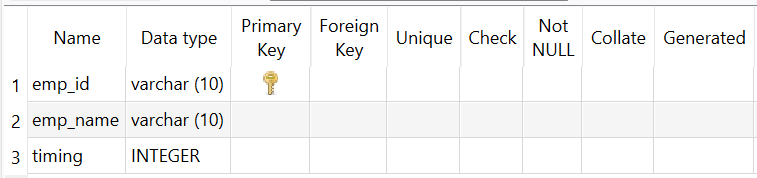 Name Data type Primary Key Foreign Key Unique Check Not NULL Collate Generated
1 emp_id varchar (10)
2 emp_name varchar (10)
3 timing INTEGER